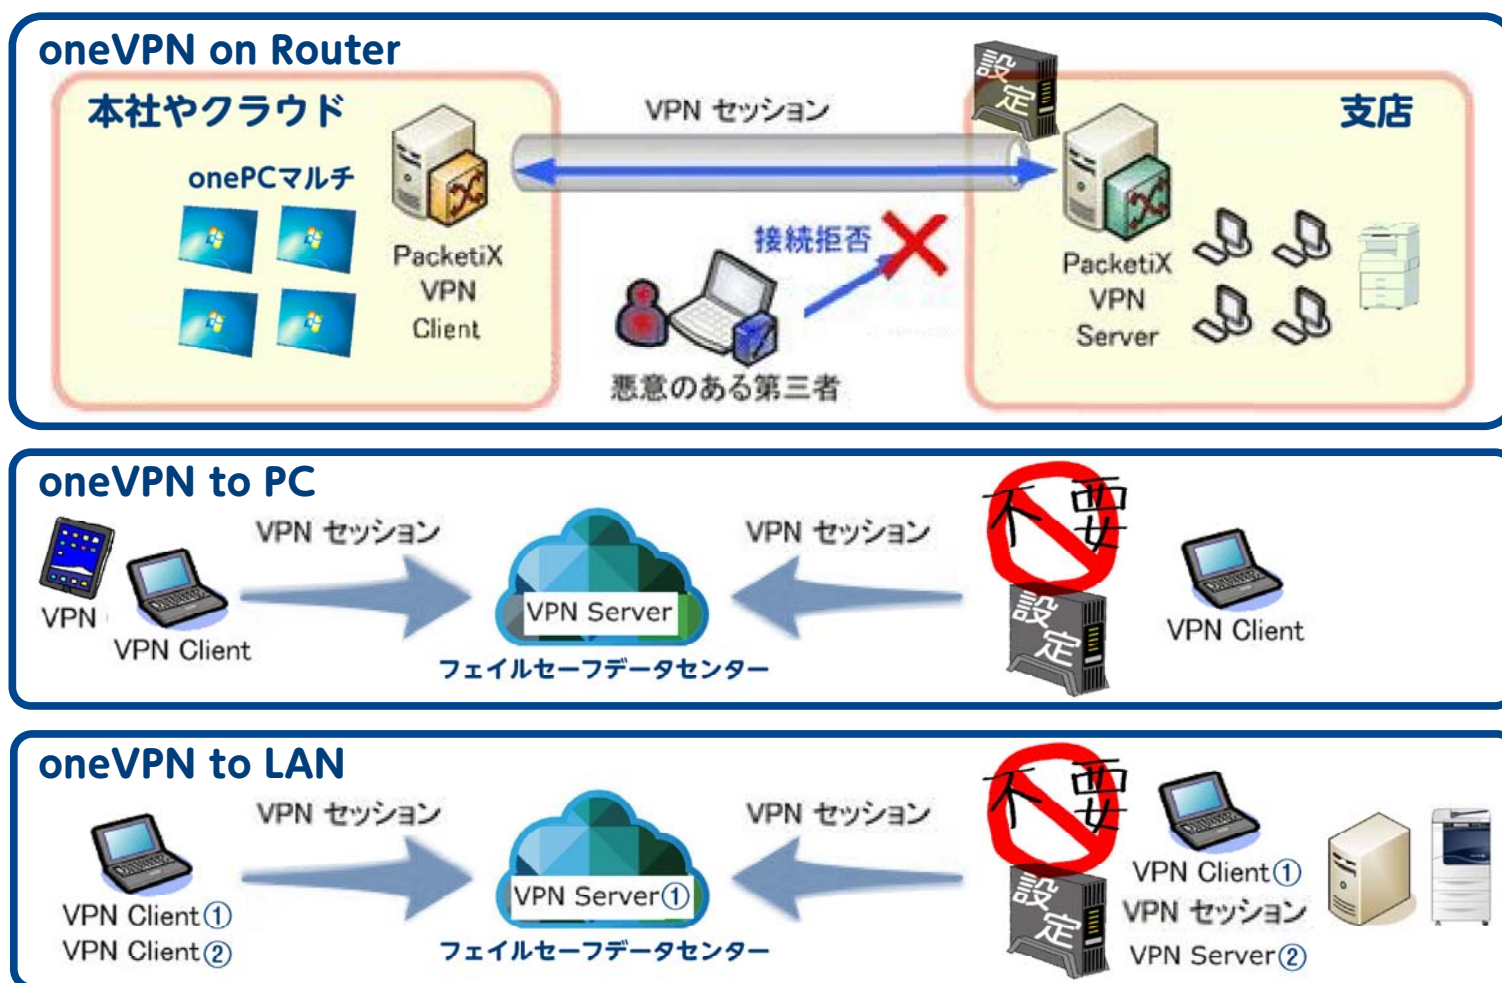 oneVPN on Router
本社やクラウド
onePCマルチ
PacketiX
VPN
Client
VPN セッション
接続拒否
悪意のある第三者
設定
支店
PacketiX
VPN
Server
oneVPN to PC
VPN
VPN Client
VPN セッション
VPN Server
フェイルセーフデータセンター
VPN セッション
不要
設定
VPN Client
oneVPN to LAN
VPN Client①
VPN Client②
VPN セッション
VPN Server①
フェイルセーフデータセンター
VPN セッション
不要
設定
VPN Client①
VPN セッション
VPN Server②